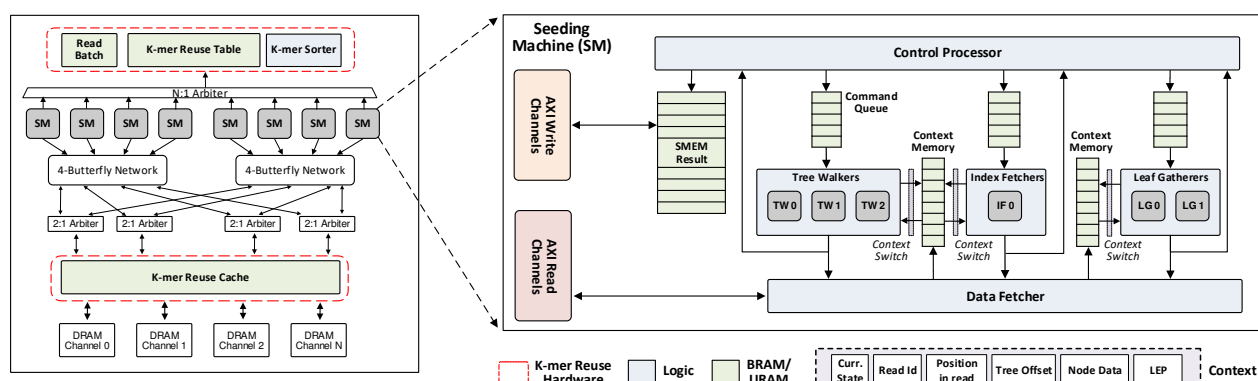 Read
Batch
K-mer Reuse Table
K-mer Sorter
N:1 Arbiter
SM
SM
SM
SM
SM
SM
SM
SM
4-Butterfly Network
4-Butterfly Network
2:1 Arbiter
2:1 Arbiter
2:1 Arbiter
2:1 Arbiter
K-mer Reuse Cache
DRAM
Channel 0
DRAM
Channel 1
DRAM
Channel 2
DRAM
Channel N
Seeding
Machine (SM)
Control Processor
AXI Write
Channels
SMEM
Result
Command
Queue
Context
Memory
Context
Memory
Tree Walkers
TW 0
TW 1
TW 2
Index Fetchers
IF 0
Leaf Gatherers
LG 0
LG 1
Context
Switch
Context
Switch
Context
Switch
AXI Read
Channels
Data Fetcher
K-mer Reuse
Hardware
Logic
BRAM/
URAM
Curr.
State
Read Id
Position
in read
Tree Offset
Node Data
LEP
Context